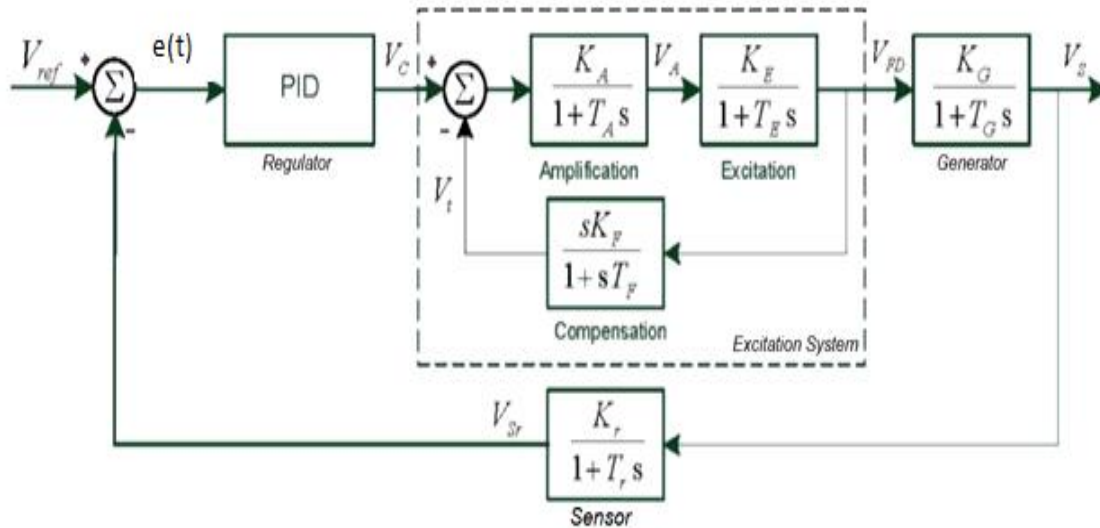 V_ref
+
Σ
-
e(t)
PID
Regulator
V_C
+
Σ
-
K_A
1+T_A s
Amplification
V_A
K_E
1+T_E s
Excitation
V_FD
K_G
1+T_G s
Generator
V_s
V_t
sK_F
1+sT_F
Compensation
Excitation System
V_Sr
K_r
1+T_r s
Sensor